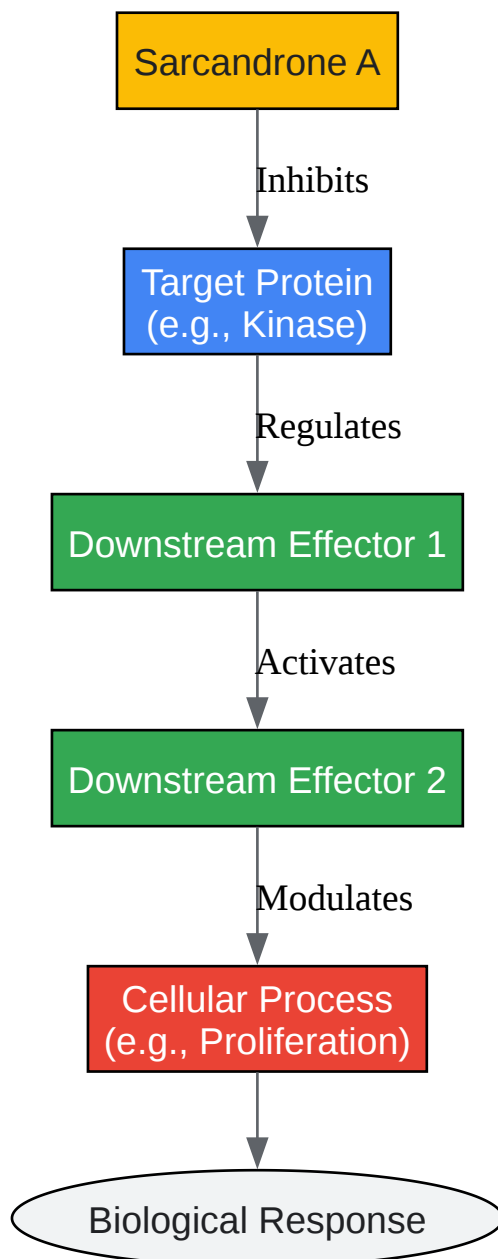 Sarcandrone A
Inhibits
Target Protein
(e.g., Kinase)
Regulates
Downstream Effector 1
Activates
Downstream Effector 2
Modulates
Cellular Process
(e.g., Proliferation)
Biological Response